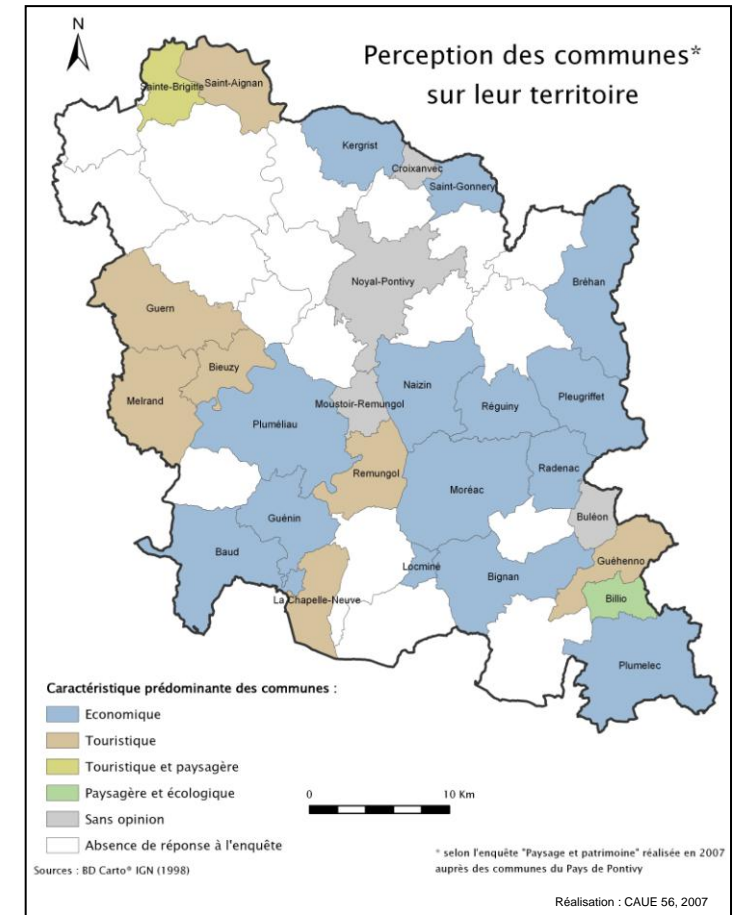 N
Perception des communes*
sur leur territoire
Sainte-Brigitte
Saint-Aignan
Kergrist
Croixanvec
Saint-Gonnery
Noyal-Pontivy
Bréhan
Guern
Bieuzy
Melrand
Naizin
Moustoir-Remungol
Réguiny
Pleugriffet
Pluméliau
Remungol
Radenac
Moréac
Guénin
Buléon
Baud
Locminé
Guéhenno
Bignan
La Chapelle-Neuve
Billio
Plumelec
Caractéristique prédominante des communes :
Economique
Touristique
Touristique et paysagère
Paysagère et écologique
Sans opinion
Absence de réponse à l'enquête
0 10 Km
Sources : BD Carto® IGN (1998)
* selon l'enquête "Paysage et patrimoine" réalisée en 2007
auprès des communes du Pays de Pontivy
Réalisation : CAUE 56, 2007